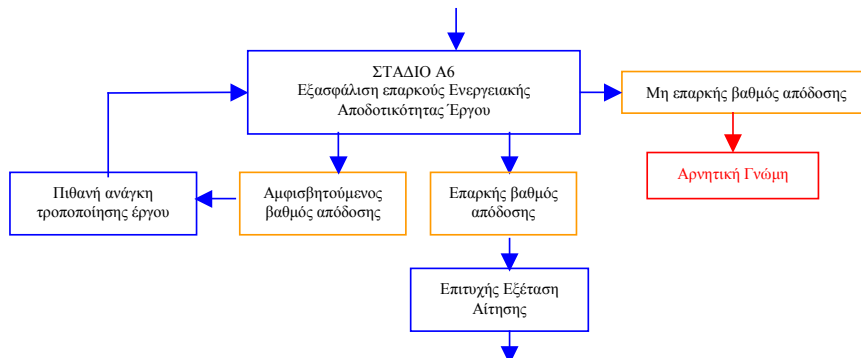 ΣΤΑΔΙΟ Α6
Εξασφάλιση επαρκούς Ενεργειακής
Αποδοτικότητας Έργου
Μη επαρκής βαθμός απόδοσης
Αρνητική Γνώμη
Πιθανή ανάγκη
τροποποίησης έργου
Αμφισβητούμενος
βαθμός απόδοσης
Επαρκής βαθμός
απόδοσης
Επιτυχής Εξέταση
Αίτησης